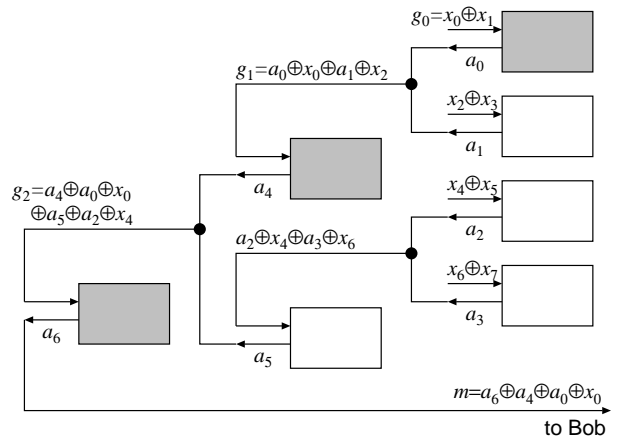 g₀=x₀⊕x₁
a₀
g₁=a₀⊕x₀⊕a₁⊕x₂
x₂⊕x₃
a₁
a₄
x₄⊕x₅
a₂
g₂=a₄⊕a₀⊕x₀
⊕a₅⊕a₂⊕x₄
a₂⊕x₄⊕a₃⊕x₆
x₆⊕x₇
a₃
a₆
a₅
m=a₆⊕a₄⊕a₀⊕x₀
to Bob